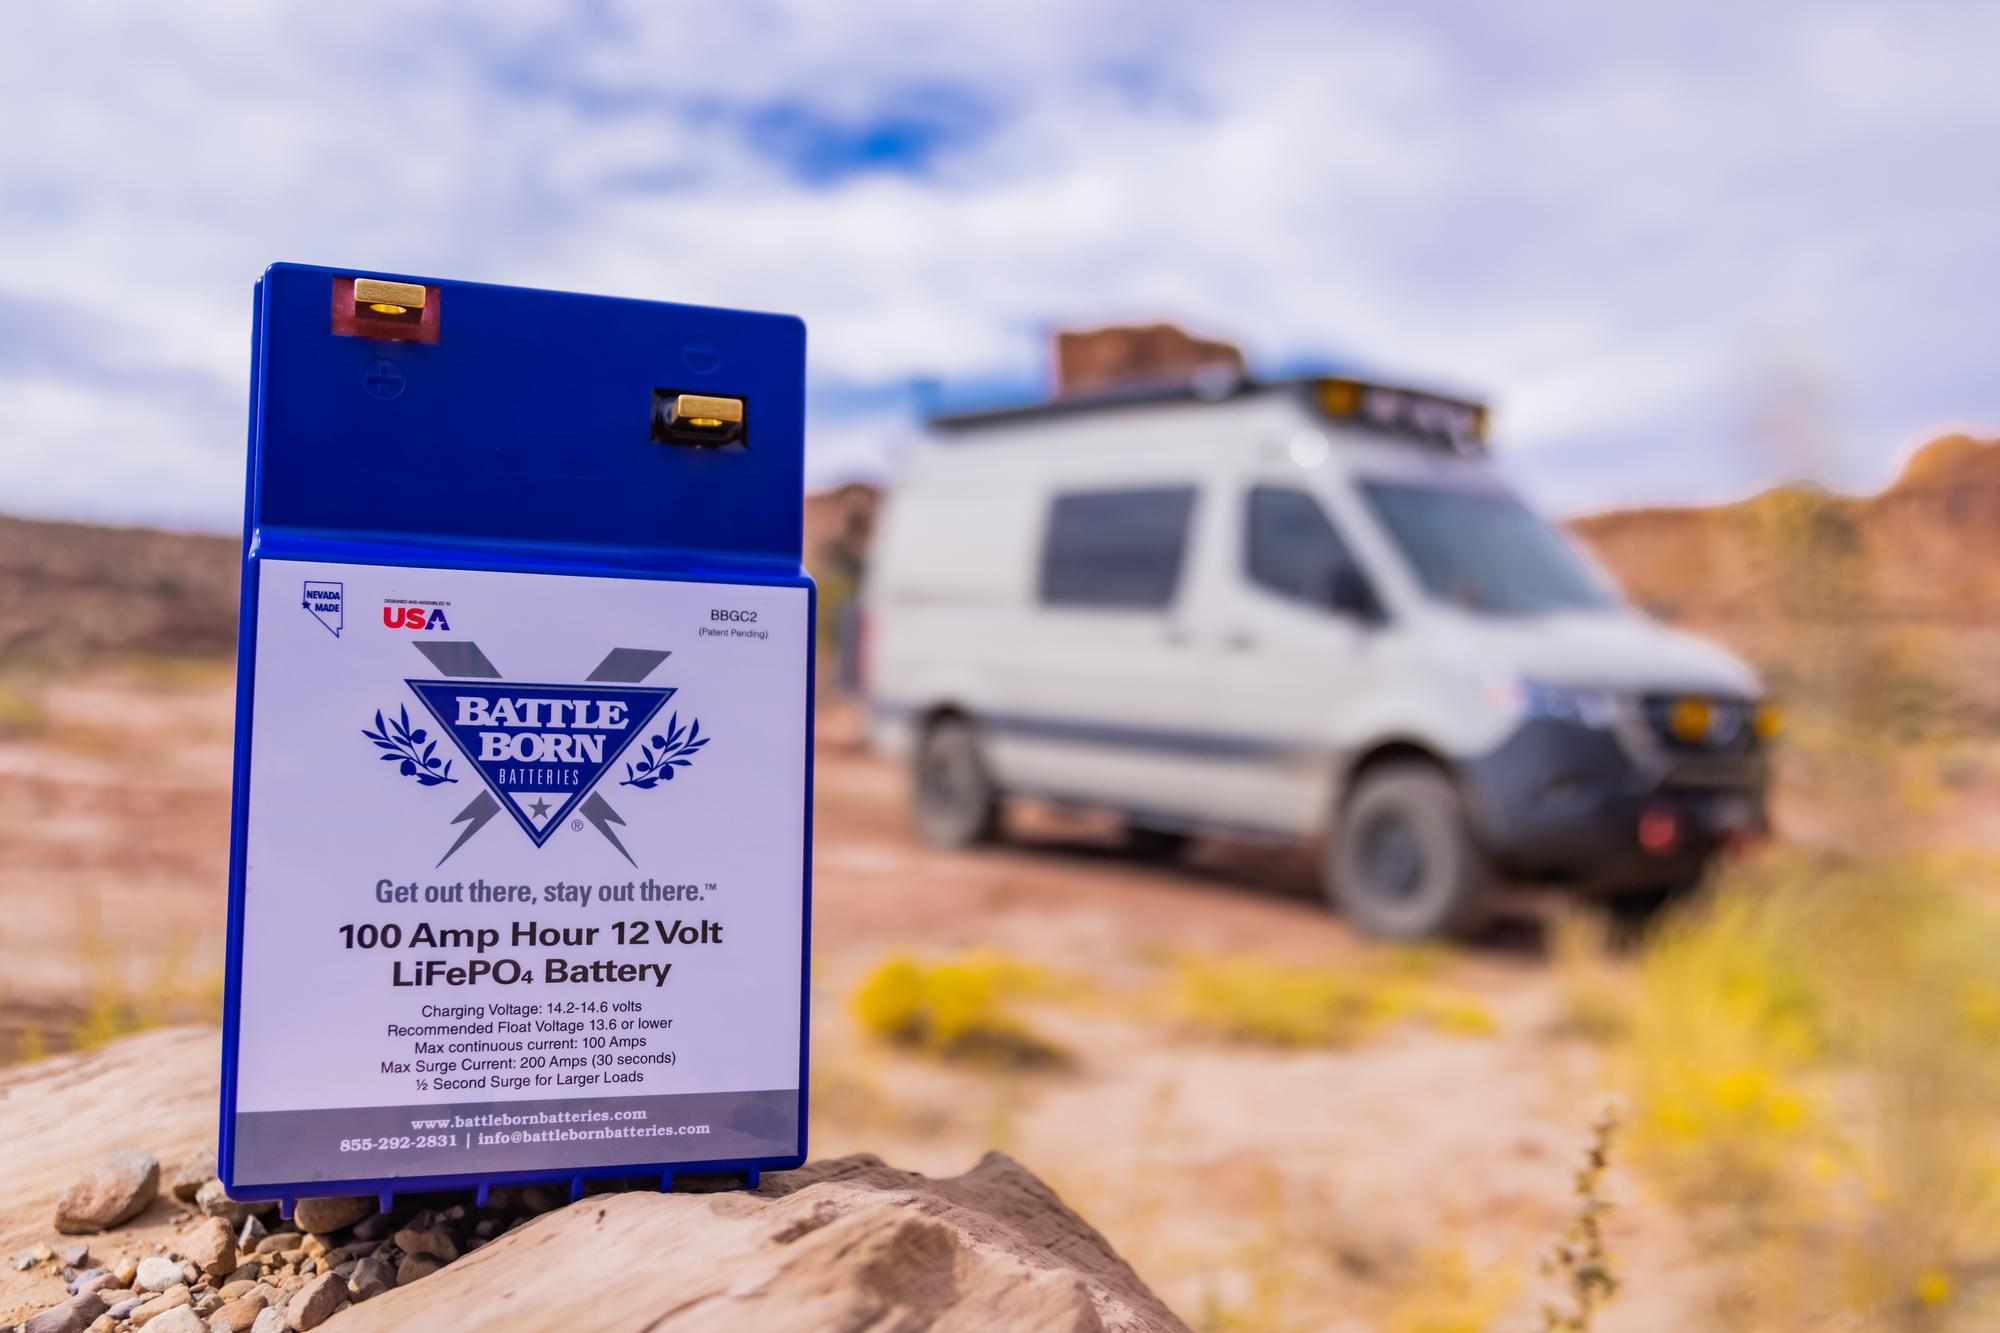 NEVADA
MADE
DESIGNED AND ASSEMBLED IN
USA
BBGC2
(Patent Pending)
BATTLE
BORN
BATTERIES
®
Get out there, stay out there.™
100 Amp Hour 12 Volt
LiFePO₄ Battery
Charging Voltage: 14.2-14.6 volts
Recommended Float Voltage 13.6 or lower
Max continuous current: 100 Amps
Max Surge Current: 200 Amps (30 seconds)
½ Second Surge for Larger Loads
www.battlebornbatteries.com
855-292-2831 | info@battlebornbatteries.com